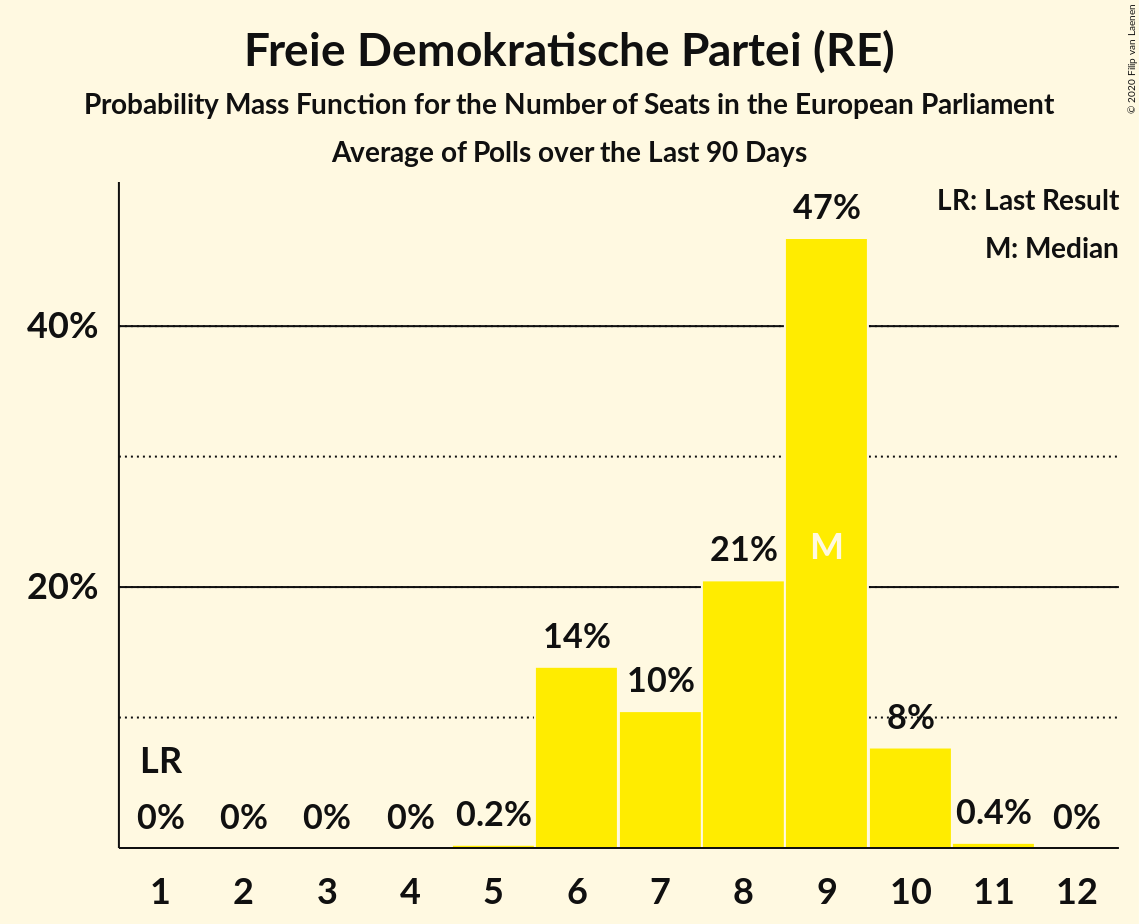 Freie Demokratische Partei (RE)
Probability Mass Function for the Number of Seats in the European Parliament
Average of Polls over the Last 90 Days
© 2020 Filip van Laenen
LR: Last Result
M: Median
47%
40%
21%
M
20%
14%
10%
8%
LR
0% 0% 0% 0% 0.2% 0.4% 0%
1 2 3 4 5 6 7 8 9 10 11 12